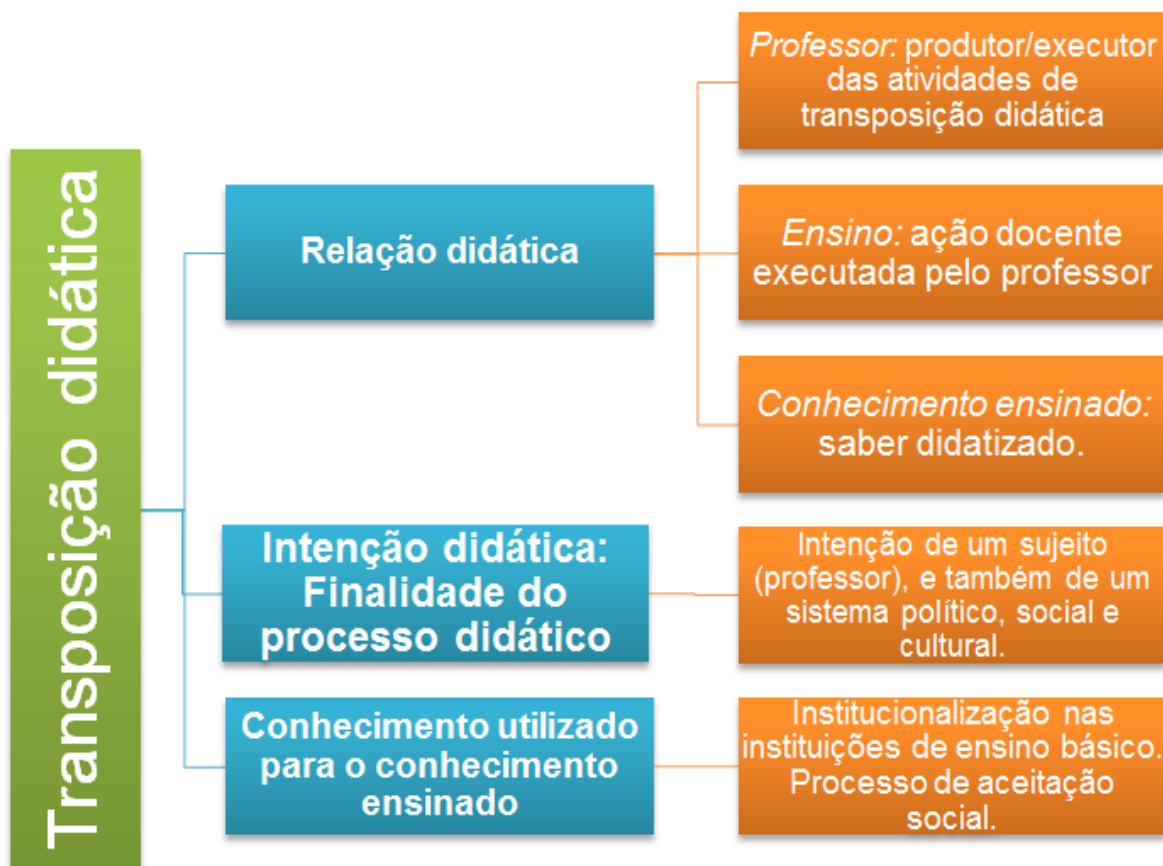 Transposição didática
Relação didática
Professor: produtor/executor
das atividades de
transposição didática
Ensino: ação docente
executada pelo professor
Conhecimento ensinado:
saber didatizado.
Intenção didática:
Finalidade do
processo didático
Intenção de um sujeito
(professor), e também de um
sistema político, social e
cultural.
Conhecimento utilizado
para o conhecimento
ensinado
Institucionalização nas
instituições de ensino básico.
Processo de aceitação
social.